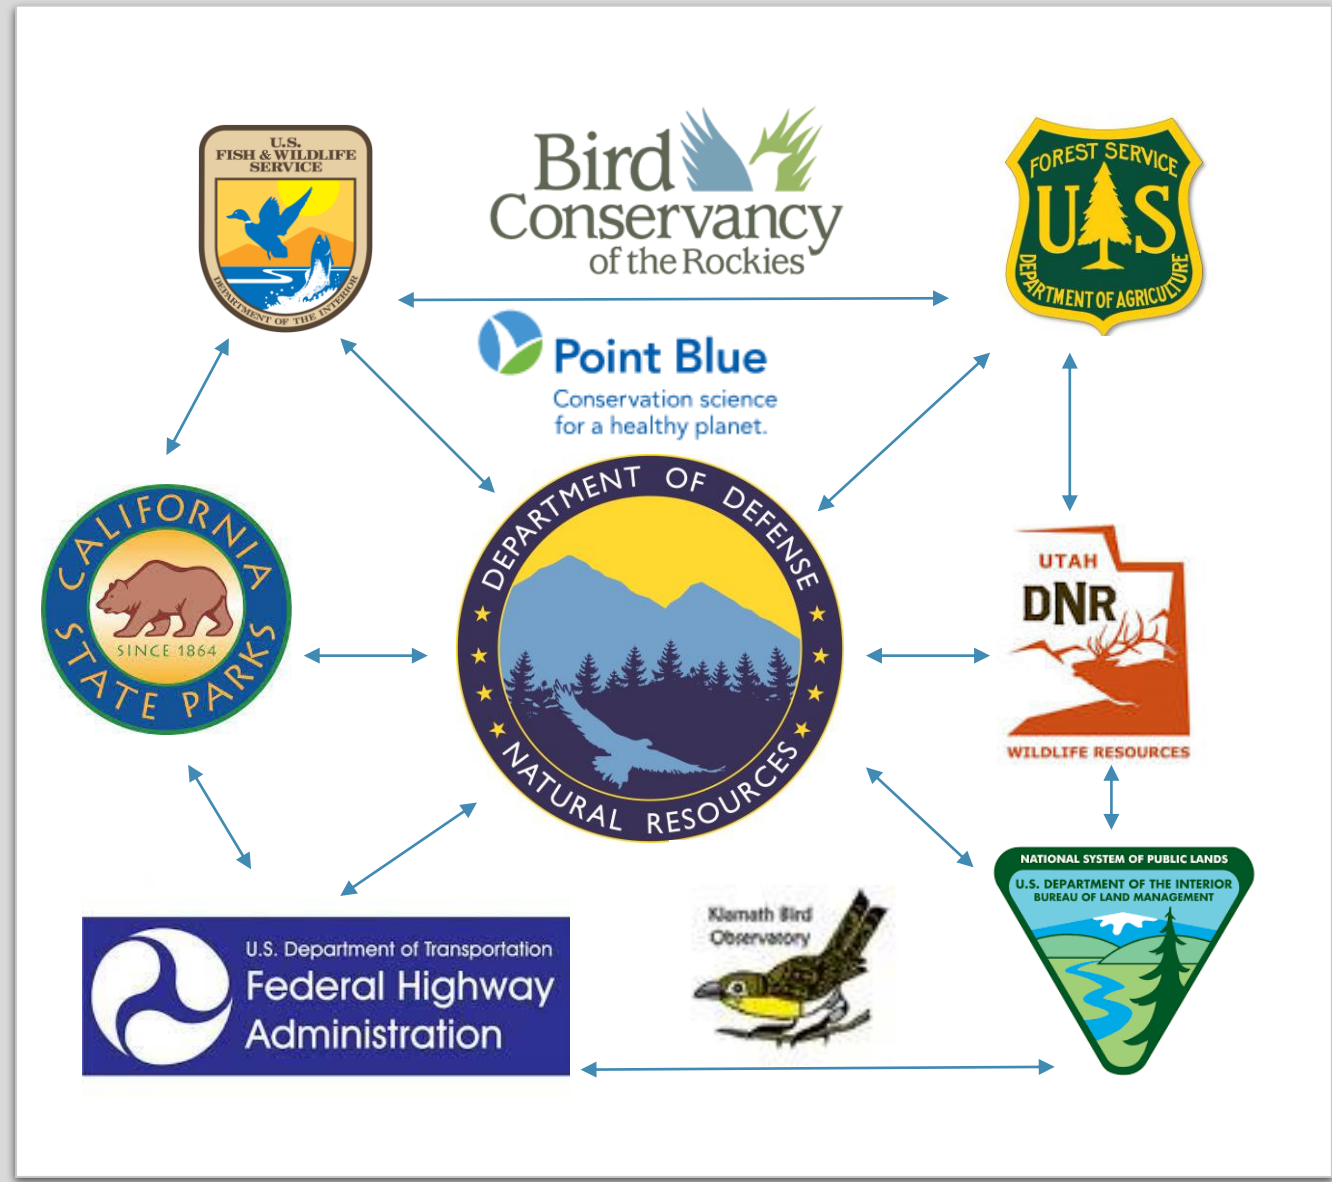 U.S.
FISH & WILDLIFE
SERVICE
DEPARTMENT OF THE INTERIOR
Bird
Conservancy
of the Rockies
FOREST SERVICE
U S
DEPARTMENT OF AGRICULTURE
Point Blue
Conservation science
for a healthy planet.
CALIFORNIA
SINCE 1864
STATE PARKS
DEPARTMENT OF DEFENSE
NATURAL RESOURCES
UTAH
DNR
WILDLIFE RESOURCES
U.S. Department of Transportation
Federal Highway
Administration
Klamath Bird
Observatory
NATIONAL SYSTEM OF PUBLIC LANDS
U.S. DEPARTMENT OF THE INTERIOR
BUREAU OF LAND MANAGEMENT